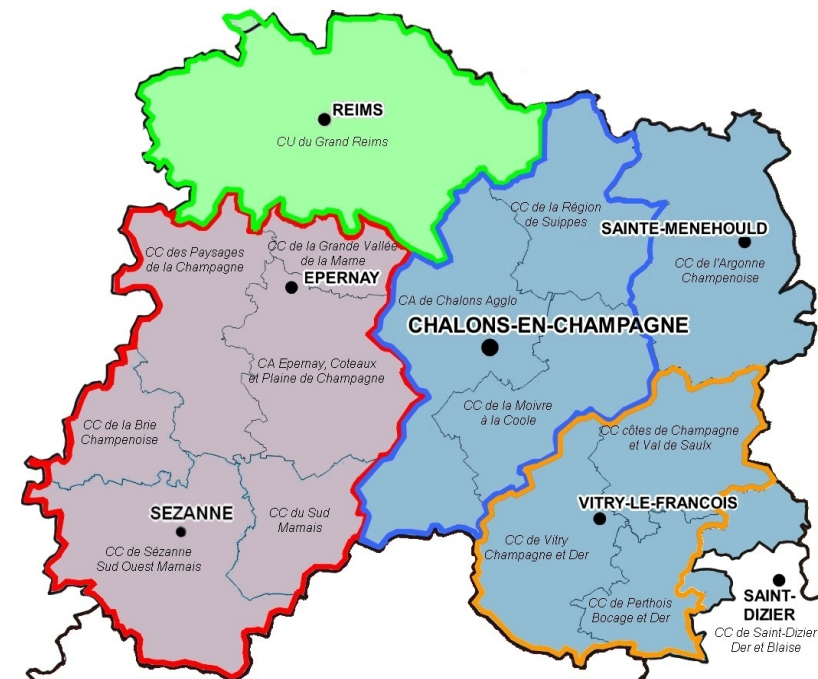 REIMS
CU du Grand Reims
CC de la Région
de Suippes
SAINTE-MENEHOULD
CC de l'Argonne
Champenoise
CC des Paysages
de la Champagne
CC de la Grande Vallée
de la Marne
EPERNAY
CA de Chalons Agglo
CHALONS-EN-CHAMPAGNE
CA Epernay, Coteaux
et Plaine de Champagne
CC de la Moivre
à la Coole
CC de la Brie
Champenoise
CC côtes de Champagne
et Val de Saulx
SEZANNE
CC du Sud
Marnais
VITRY-LE-FRANCOIS
CC de Sézanne
Sud Ouest Marnais
CC de Vitry
Champagne et Der
CC de Perthois
Bocage et Der
SAINT-
DIZIER
CC de Saint-Dizier
Der et Blaise